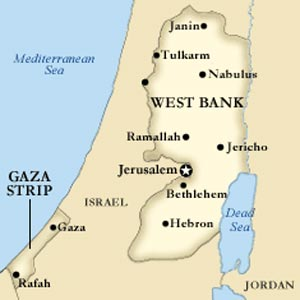 Janin
Mediterranean
Sea
Tulkarm
Nabulus
WEST BANK
Ramallah
Jericho
Jerusalem
GAZA
STRIP
Bethlehem
ISRAEL
Gaza
Hebron
Dead
Sea
Rafah
JORDAN